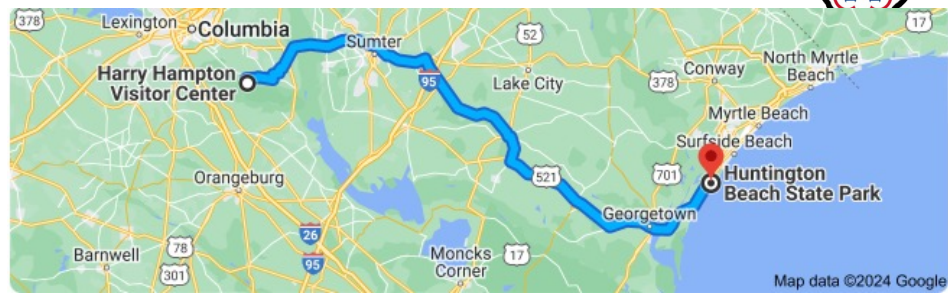 378
Lexington
Columbia
Sumter
52
17
North Myrtle
Beach
Harry Hampton
Visitor Center
95
Lake City
378
Conway
Myrtle Beach
Surfside Beach
Orangeburg
521
701
Huntington
Beach State Park
Georgetown
26
78
Barnwell
301
95
Moncks
Corner
17
Map data ©2024 Google